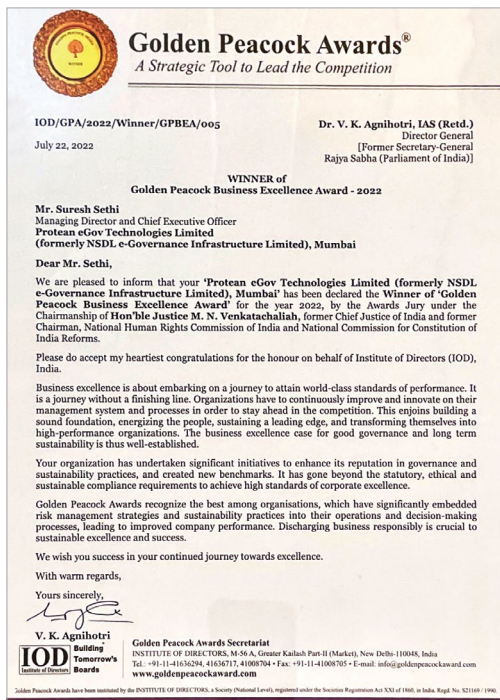 Golden Peacock Awards®
A Strategic Tool to Lead the Competition
IOD/GPA/2022/Winner/GPBEA/005
July 22, 2022
Dr. V. K. Agnihotri, IAS (Retd.)
Director General
[Former Secretary-General
Rajya Sabha (Parliament of India)]
WINNER of
Golden Peacock Business Excellence Award - 2022
Mr. Suresh Sethi
Managing Director and Chief Executive Officer
Protean eGov Technologies Limited
(formerly NSDL e-Governance Infrastructure Limited), Mumbai
Dear Mr. Sethi,
We are pleased to inform that your 'Protean eGov Technologies Limited (formerly NSDL
e-Governance Infrastructure Limited), Mumbai' has been declared the Winner of 'Golden
Peacock Business Excellence Award' for the year 2022, by the Awards Jury under the
Chairmanship of Hon'ble Justice M. N. Venkatachaliah, former Chief Justice of India and former
Chairman, National Human Rights Commission of India and National Commission for Constitution of
India Reforms.
Please do accept my heartiest congratulations for the honour on behalf of Institute of Directors (IOD),
India.
Business excellence is about embarking on a journey to attain world-class standards of performance. It
is a journey without a finishing line. Organizations have to continuously improve and innovate on their
management system and processes in order to stay ahead in the competition. This enjoins building a
sound foundation, energizing the people, sustaining a leading edge, and transforming themselves into
high-performance organizations. The business excellence case for good governance and long term
sustainability is thus well-established.
Your organization has undertaken significant initiatives to enhance its reputation in governance and
sustainability practices, and created new benchmarks. It has gone beyond the statutory, ethical and
sustainable compliance requirements to achieve high standards of corporate excellence.
Golden Peacock Awards recognize the best among organisations, which have significantly embedded
risk management strategies and sustainability practices into their operations and decision-making
processes, leading to improved company performance. Discharging business responsibly is crucial to
sustainable excellence and success.
We wish you success in your continued journey towards excellence.
With warm regards,
Yours sincerely,
V. K. Agnihotri
IOD
Institute of Directors
Building
Tomorrow's
Boards
Golden Peacock Awards Secretariat
INSTITUTE OF DIRECTORS, M-56 A, Greater Kailash Part-II (Market), New Delhi-110048, India
Tel.: +91-11-41636294, 41636717, 41008704 • Fax: +91-11-41008705 • E-mail: info@goldenpeacockaward.com
www.goldenpeacockaward.com
Golden Peacock Awards have been instituted by the INSTITUTE OF DIRECTORS, a Society (National Level), registered under the Societies Registration Act XXI of 1860, in India. Regd. No. S21169